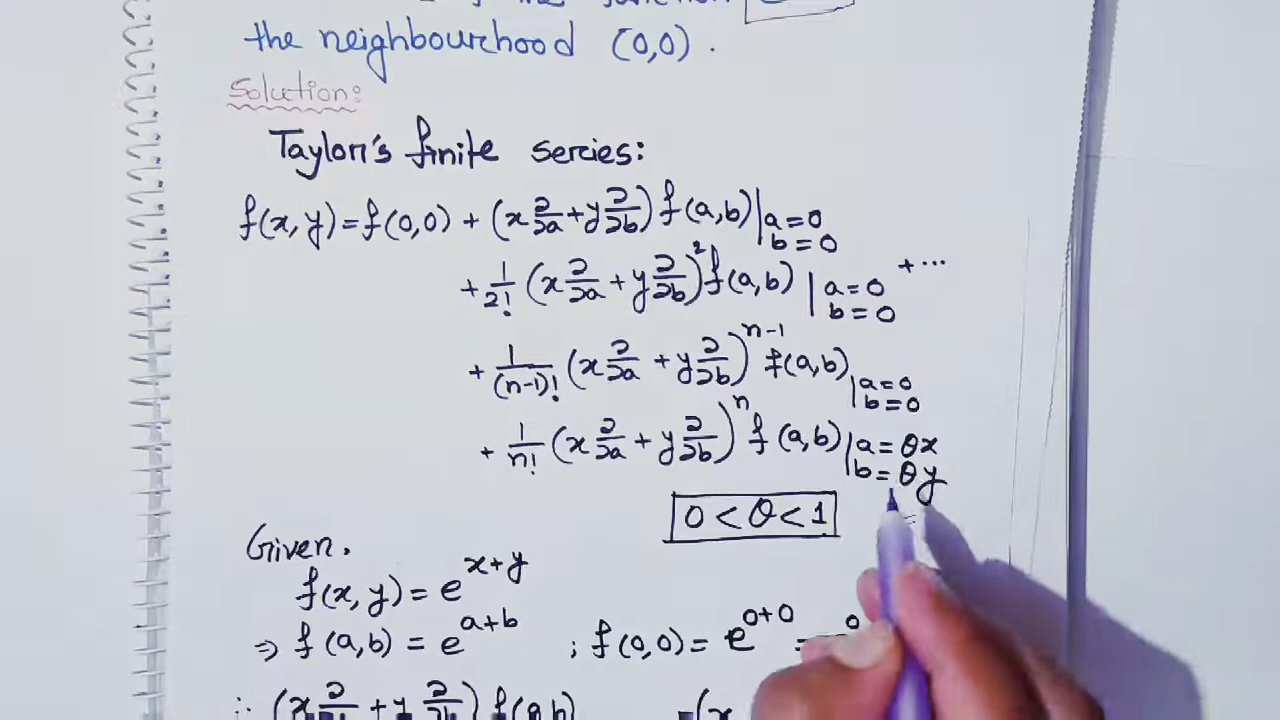 the neighbourhood (0,0).
Solution:
Taylor's finite series:
f(x, y) = f(0,0) + (x ∂/∂a + y ∂/∂b) f(a,b) | a=0 b=0
+ 1/2! (x ∂/∂a + y ∂/∂b)² f(a,b) | a=0 b=0 + ...
+ 1/(n-1)! (x ∂/∂a + y ∂/∂b)^(n-1) f(a,b) | a=0 b=0
+ 1/n! (x ∂/∂a + y ∂/∂b)^n f(a,b) | a=θx b=θy
0 < θ < 1
Given.
f(x, y) = e^(x+y)
⇒ f(a,b) = e^(a+b) ; f(0,0) = e^(0+0) =
∴ (x ∂/ + y ∂/ ) f(a,b)